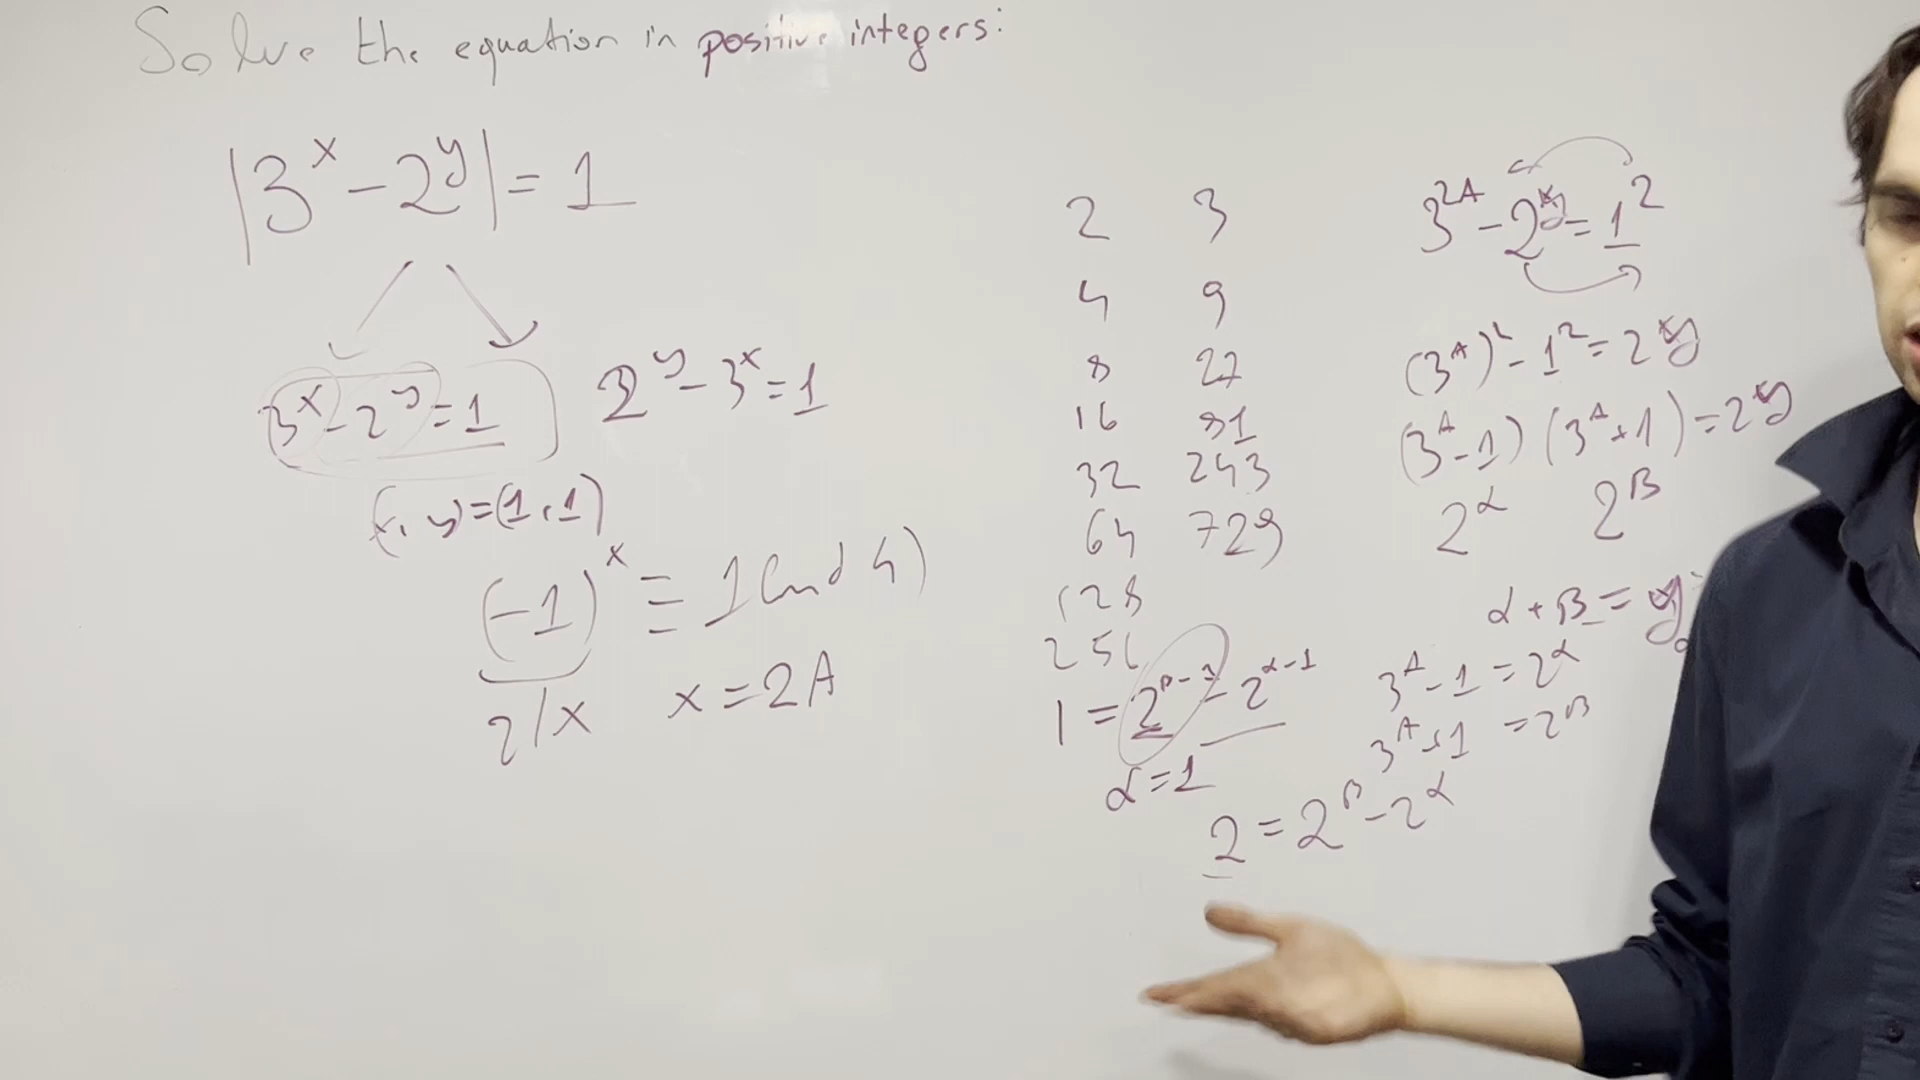 Solve the equation in positive integers:
|3^x - 2^y| = 1
3^x - 2^y = 1
2^y - 3^x = 1
(x, y) = (1, 1)
(-1)^x ≡ 1 (mod 4)
2 | x
x = 2A
2 3
4 9
8 27
16 81
32 243
64 729
128
256
1 = 2^{β-1} - 2^{α-1}
α = 1
3^{2A} - 2^y = 1^2
(3^A)^2 - 1^2 = 2^y
(3^A - 1) (3^A + 1) = 2^y
2^α 2^β
α + β = y
3^A - 1 = 2^α
3^A + 1 = 2^β
2 = 2^β - 2^α